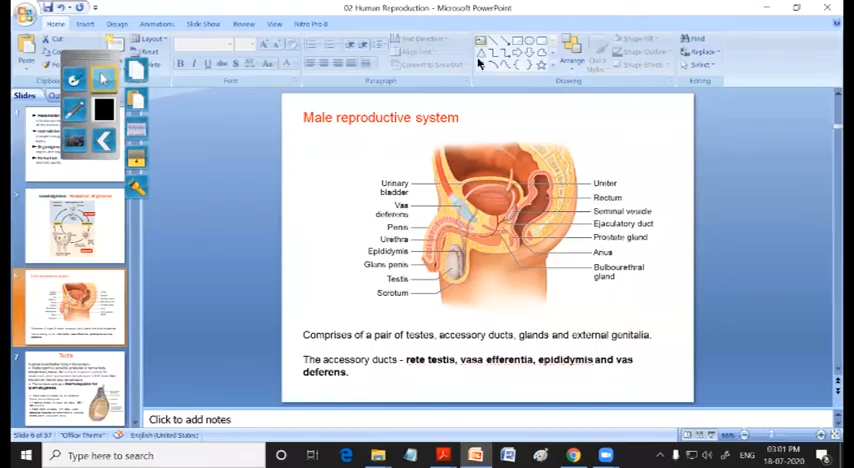 02 Human Reproduction - Microsoft PowerPoint
Home Insert Design Animations Slide Show Review View Nitro Pro 8
Cut
Copy
Paste
Layout
Reset
Delete
Text Direction
Align Text
Convert to SmartArt
Arrange
Quick Styles
Shape Fill
Shape Outline
Shape Effects
Find
Replace
Select
Font Paragraph Drawing Editing
Slides
Male reproductive system
Urinary bladder
Vas deferens
Penis
Urethra
Epididymis
Glans penis
Testis
Scrotum
Ureter
Rectum
Seminal vesicle
Ejaculatory duct
Prostate gland
Anus
Bulbourethral gland
Comprises of a pair of testes, accessory ducts, glands and external genitalia.
The accessory ducts - rete testis, vasa efferentia, epididymis and vas
deferens.
7
Testis
Click to add notes
Slide 6 of 37 "Office Theme" English (United States) 66%
Type here to search
03:01 PM
18-07-2020